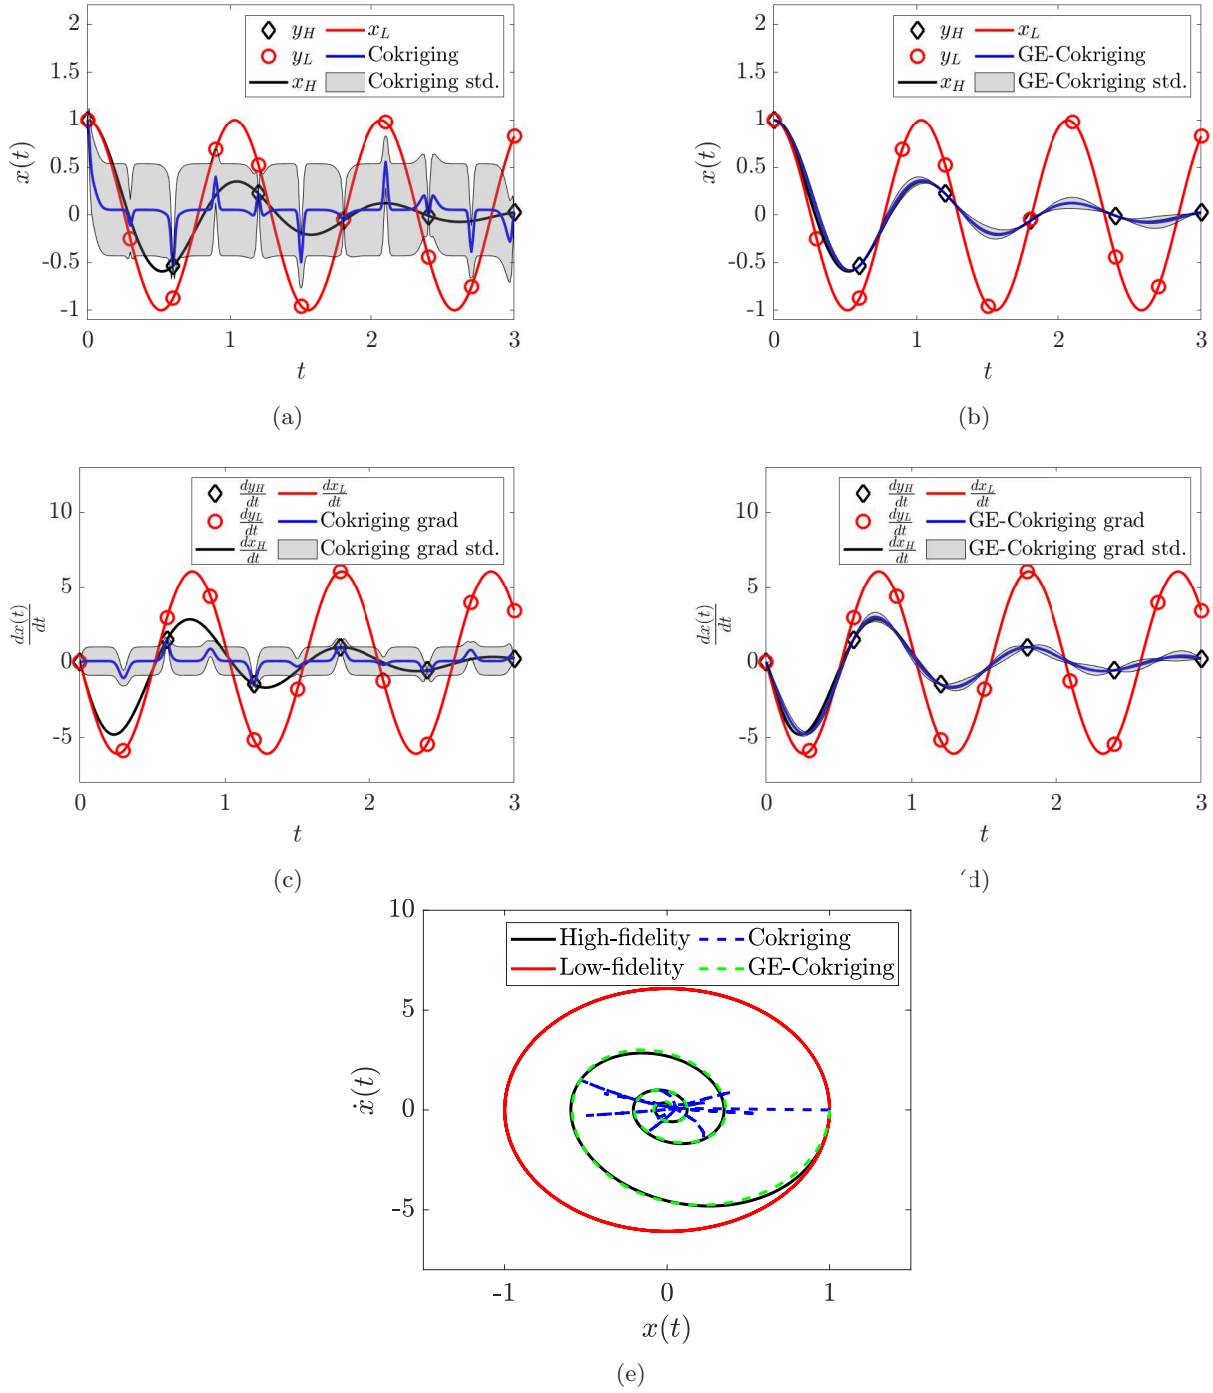 y_H x_L
y_L Cokriging
x_H Cokriging std.
2
1.5
1
0.5
0
-0.5
-1
x(t)
0 1 2 3
t
(a)
y_H x_L
y_L GE-Cokriging
x_H GE-Cokriging std.
2
1.5
1
0.5
0
-0.5
-1
x(t)
0 1 2 3
t
(b)
dy_H/dt dx_L/dt
dy_L/dt Cokriging grad
dx_H/dt Cokriging grad std.
10
5
0
-5
dx(t)/dt
0 1 2 3
t
(c)
dy_H/dt dx_L/dt
dy_L/dt GE-Cokriging grad
dx_H/dt GE-Cokriging grad std.
10
5
0
-5
dx(t)/dt
0 1 2 3
t
(d)
High-fidelity Cokriging
Low-fidelity GE-Cokriging
10
5
0
-5
ẋ(t)
-1 0 1
x(t)
(e)